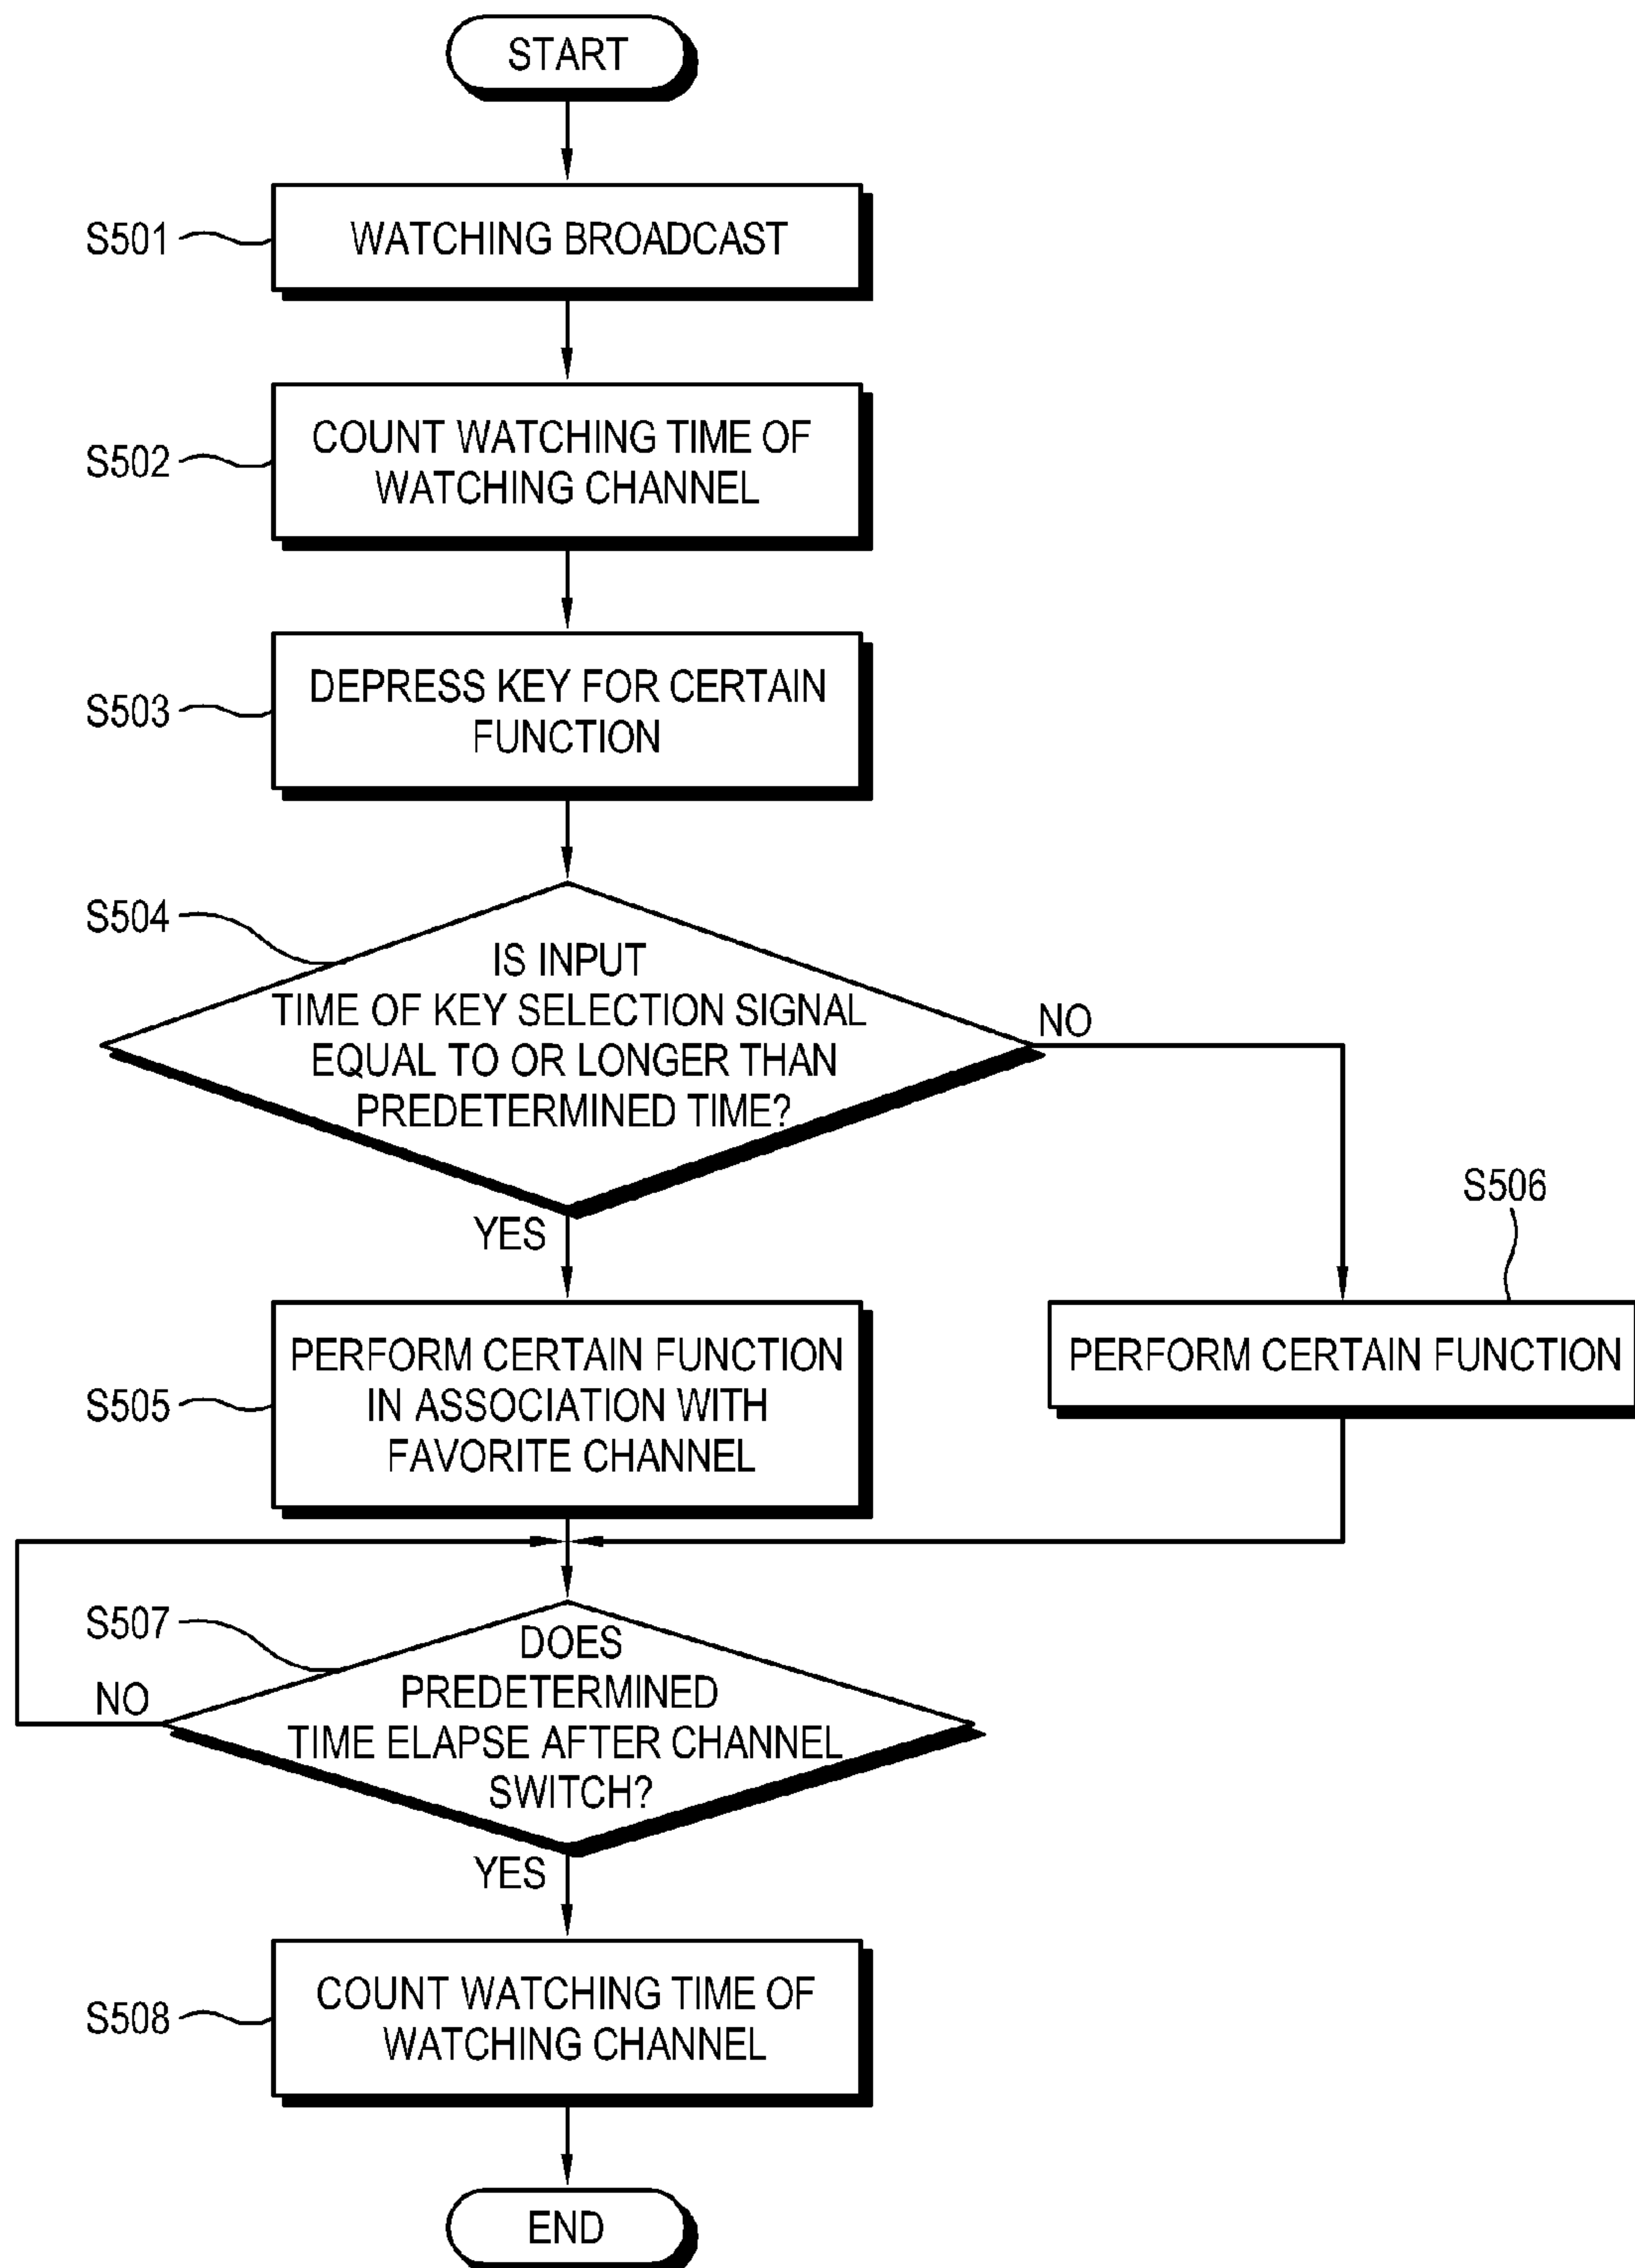 START
S501
WATCHING BROADCAST
S502
COUNT WATCHING TIME OF
WATCHING CHANNEL
S503
DEPRESS KEY FOR CERTAIN
FUNCTION
S504
IS INPUT
TIME OF KEY SELECTION SIGNAL
EQUAL TO OR LONGER THAN
PREDETERMINED TIME?
NO
YES
S506
PERFORM CERTAIN FUNCTION
S505
PERFORM CERTAIN FUNCTION
IN ASSOCIATION WITH
FAVORITE CHANNEL
S507
DOES
PREDETERMINED
TIME ELAPSE AFTER CHANNEL
SWITCH?
NO
YES
S508
COUNT WATCHING TIME OF
WATCHING CHANNEL
END